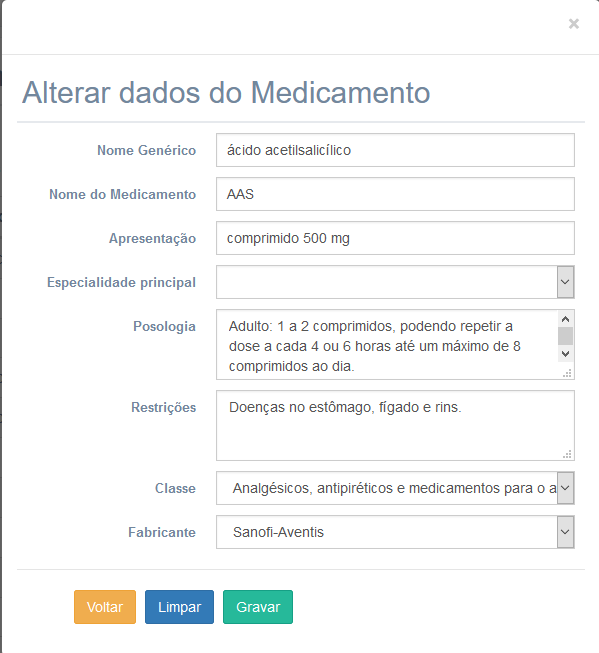 ×
Alterar dados do Medicamento
Nome Genérico ácido acetilsalicílico
Nome do Medicamento AAS
Apresentação comprimido 500 mg
Especialidade principal
Posologia Adulto: 1 a 2 comprimidos, podendo repetir a
dose a cada 4 ou 6 horas até um máximo de 8
comprimidos ao dia.
Restrições Doenças no estômago, fígado e rins.
Classe Analgésicos, antipiréticos e medicamentos para o a
Fabricante Sanofi-Aventis
Voltar Limpar Gravar